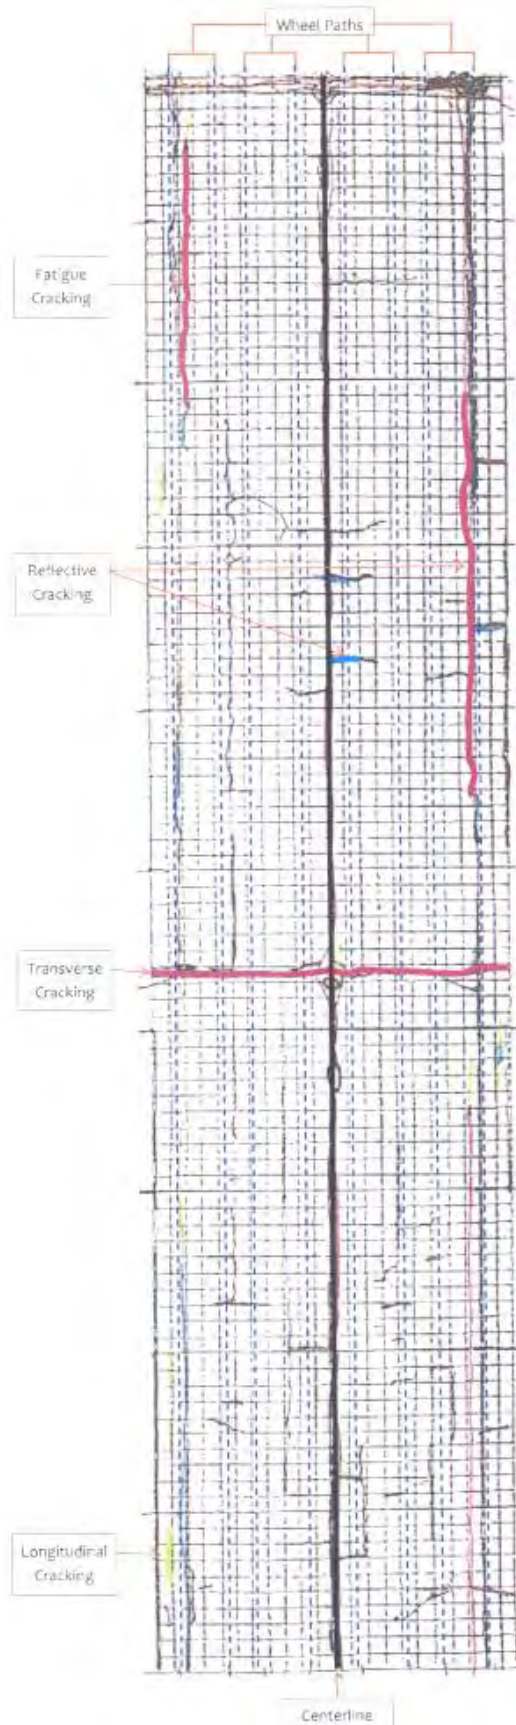 Wheel Paths
Fatigue
Cracking
Reflective
Cracking
Transverse
Cracking
Longitudinal
Cracking
Centerline